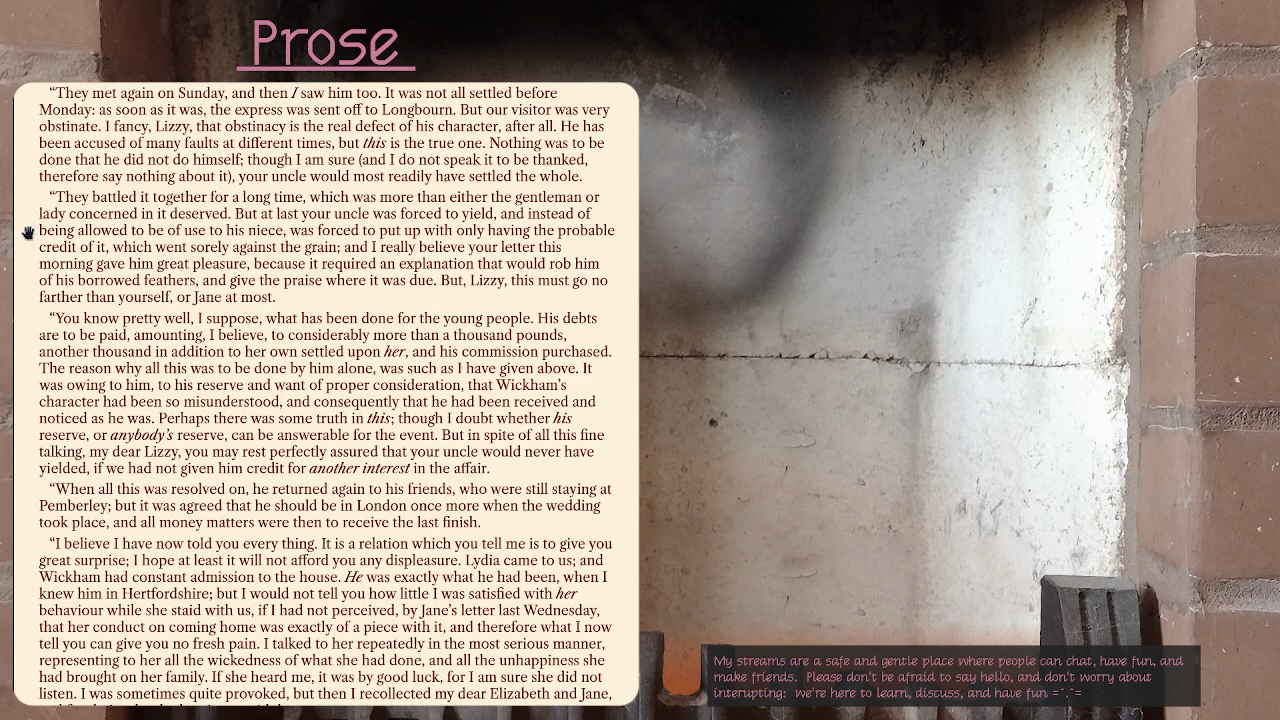 Prose
“They met again on Sunday, and then I saw him too. It was not all settled before
Monday: as soon as it was, the express was sent off to Longbourn. But our visitor was very
obstinate. I fancy, Lizzy, that obstinacy is the real defect of his character, after all. He has
been accused of many faults at different times, but this is the true one. Nothing was to be
done that he did not do himself; though I am sure (and I do not speak it to be thanked,
therefore say nothing about it), your uncle would most readily have settled the whole.
“They battled it together for a long time, which was more than either the gentleman or
lady concerned in it deserved. But at last your uncle was forced to yield, and instead of
being allowed to be of use to his niece, was forced to put up with only having the probable
credit of it, which went sorely against the grain; and I really believe your letter this
morning gave him great pleasure, because it required an explanation that would rob him
of his borrowed feathers, and give the praise where it was due. But, Lizzy, this must go no
farther than yourself, or Jane at most.
“You know pretty well, I suppose, what has been done for the young people. His debts
are to be paid, amounting, I believe, to considerably more than a thousand pounds,
another thousand in addition to her own settled upon her, and his commission purchased.
The reason why all this was to be done by him alone, was such as I have given above. It
was owing to him, to his reserve and want of proper consideration, that Wickham’s
character had been so misunderstood, and consequently that he had been received and
noticed as he was. Perhaps there was some truth in this; though I doubt whether his
reserve, or anybody’s reserve, can be answerable for the event. But in spite of all this fine
talking, my dear Lizzy, you may rest perfectly assured that your uncle would never have
yielded, if we had not given him credit for another interest in the affair.
“When all this was resolved on, he returned again to his friends, who were still staying at
Pemberley; but it was agreed that he should be in London once more when the wedding
took place, and all money matters were then to receive the last finish.
“I believe I have now told you every thing. It is a relation which you tell me is to give you
great surprise; I hope at least it will not afford you any displeasure. Lydia came to us; and
Wickham had constant admission to the house. He was exactly what he had been, when I
knew him in Hertfordshire; but I would not tell you how little I was satisfied with her
behaviour while she staid with us, if I had not perceived, by Jane’s letter last Wednesday,
that her conduct on coming home was exactly of a piece with it, and therefore what I now
tell you can give you no fresh pain. I talked to her repeatedly in the most serious manner,
representing to her all the wickedness of what she had done, and all the unhappiness she
had brought on her family. If she heard me, it was by good luck, for I am sure she did not
listen. I was sometimes quite provoked, but then I recollected my dear Elizabeth and Jane,
My streams are a safe and gentle place where people can chat, have fun, and
make friends. Please don't be afraid to say hello, and don't worry about
interupting: we're here to learn, discuss, and have fun =^.^=